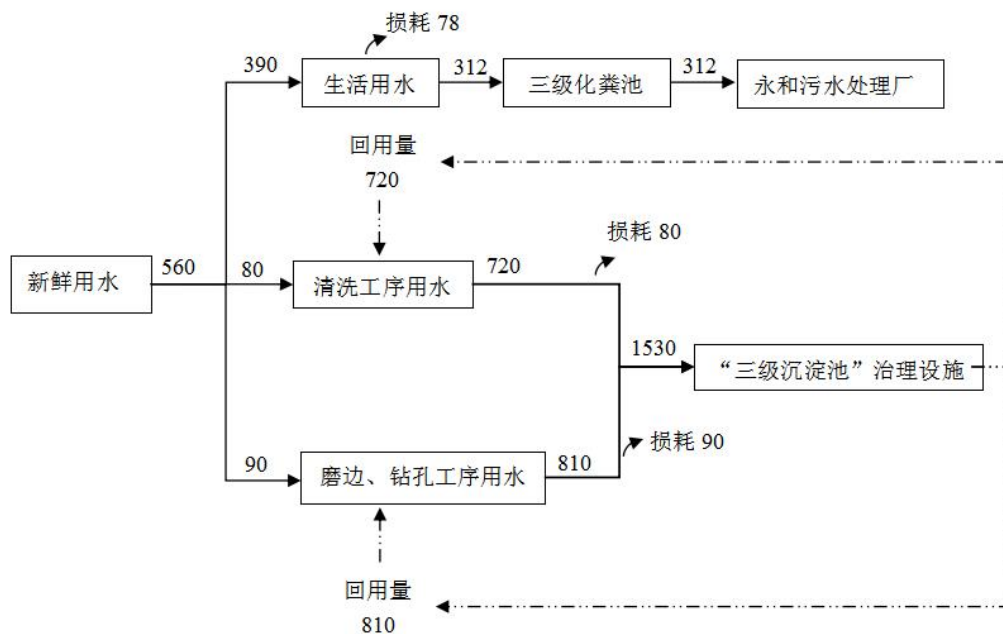 损耗 78
390
生活用水
312
三级化粪池
312
永和污水处理厂
回用量
720
损耗 80
新鲜用水
560
80
清洗工序用水
720
1530
“三级沉淀池”治理设施
损耗 90
90
磨边、钻孔工序用水
810
回用量
810